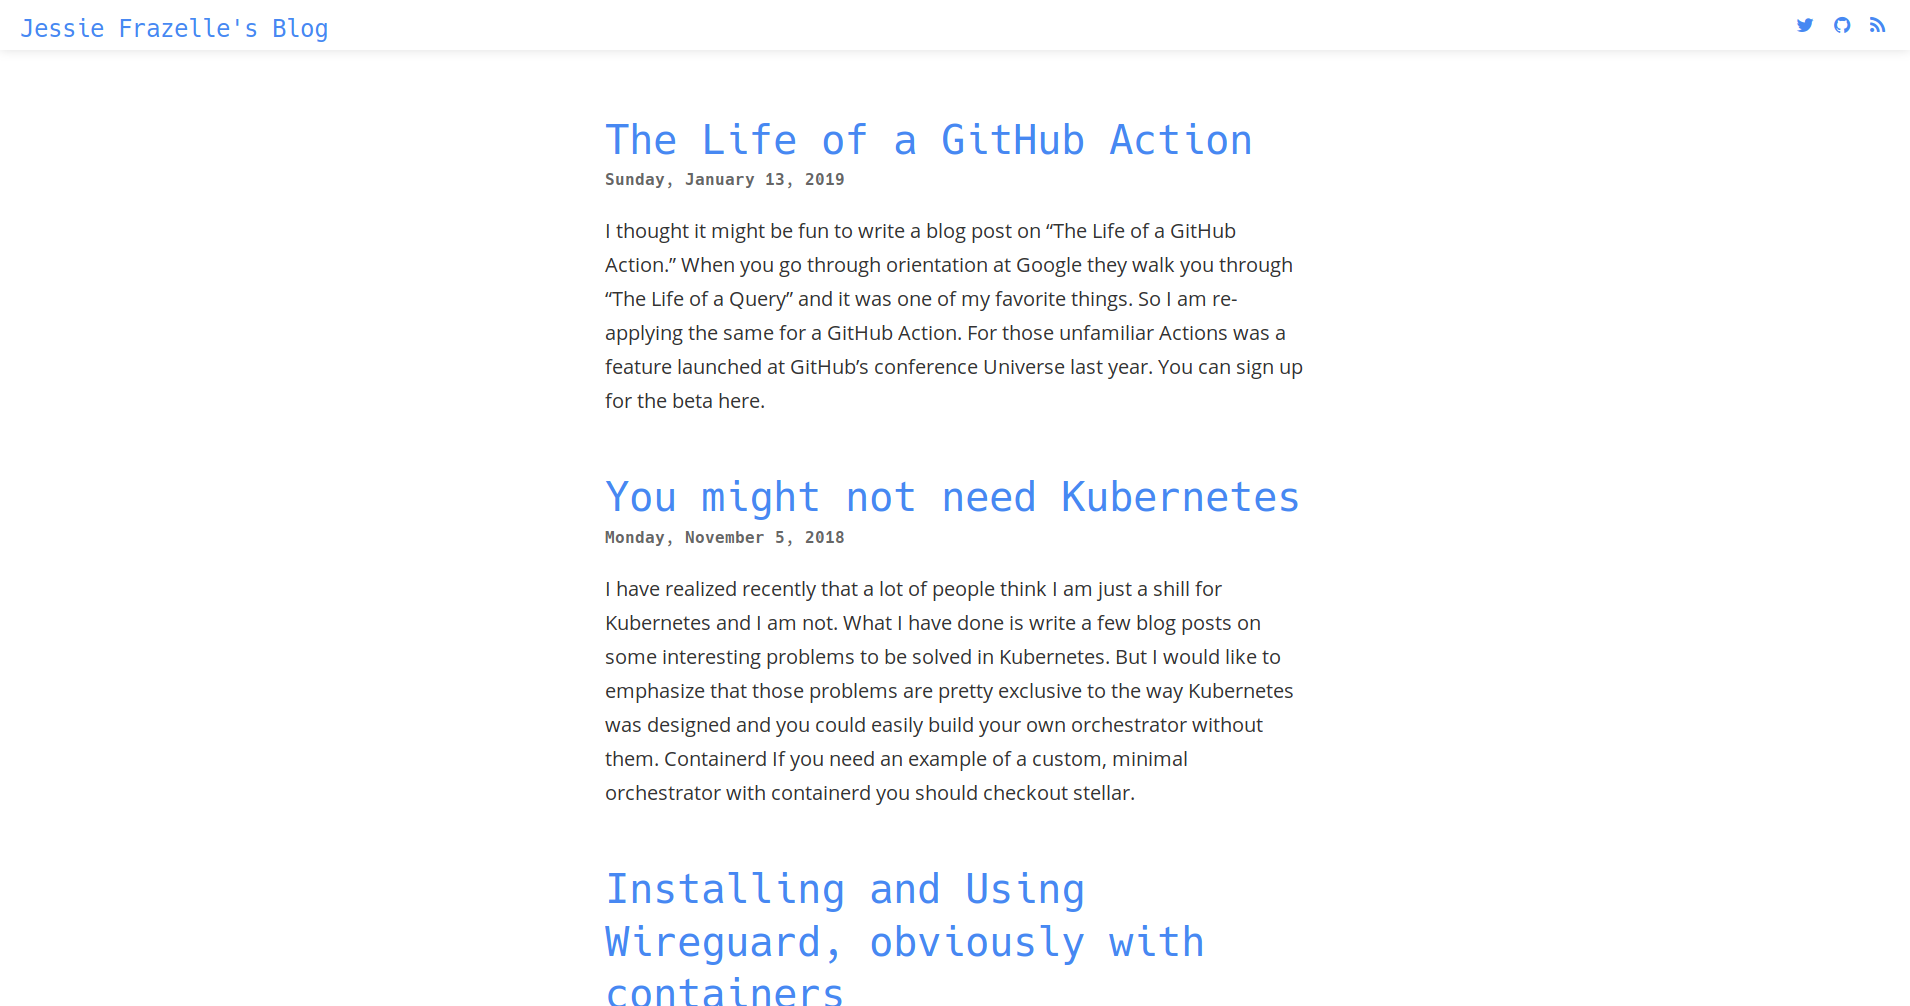 Jessie Frazelle's Blog
The Life of a GitHub Action
Sunday, January 13, 2019
I thought it might be fun to write a blog post on “The Life of a GitHub
Action.” When you go through orientation at Google they walk you through
“The Life of a Query” and it was one of my favorite things. So I am re-
applying the same for a GitHub Action. For those unfamiliar Actions was a
feature launched at GitHub’s conference Universe last year. You can sign up
for the beta here.
You might not need Kubernetes
Monday, November 5, 2018
I have realized recently that a lot of people think I am just a shill for
Kubernetes and I am not. What I have done is write a few blog posts on
some interesting problems to be solved in Kubernetes. But I would like to
emphasize that those problems are pretty exclusive to the way Kubernetes
was designed and you could easily build your own orchestrator without
them. Containerd If you need an example of a custom, minimal
orchestrator with containerd you should checkout stellar.
Installing and Using
Wireguard, obviously with
containers